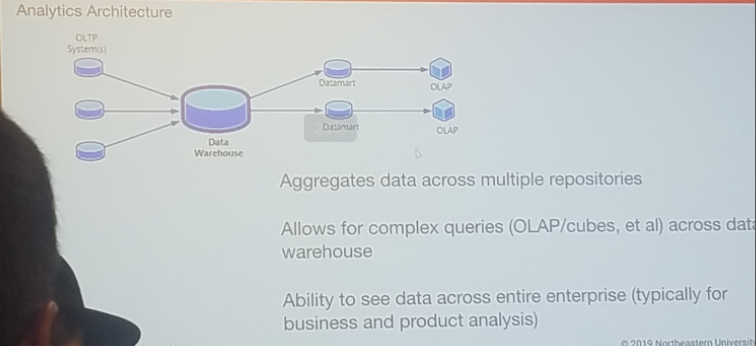 Analytics Architecture
OLTP
System(s)
Datamart
OLAP
Datamart
OLAP
Data
Warehouse
Aggregates data across multiple repositories
Allows for complex queries (OLAP/cubes, et al) across data
warehouse
Ability to see data across entire enterprise (typically for
business and product analysis)
© 2019 Northeastern Universi